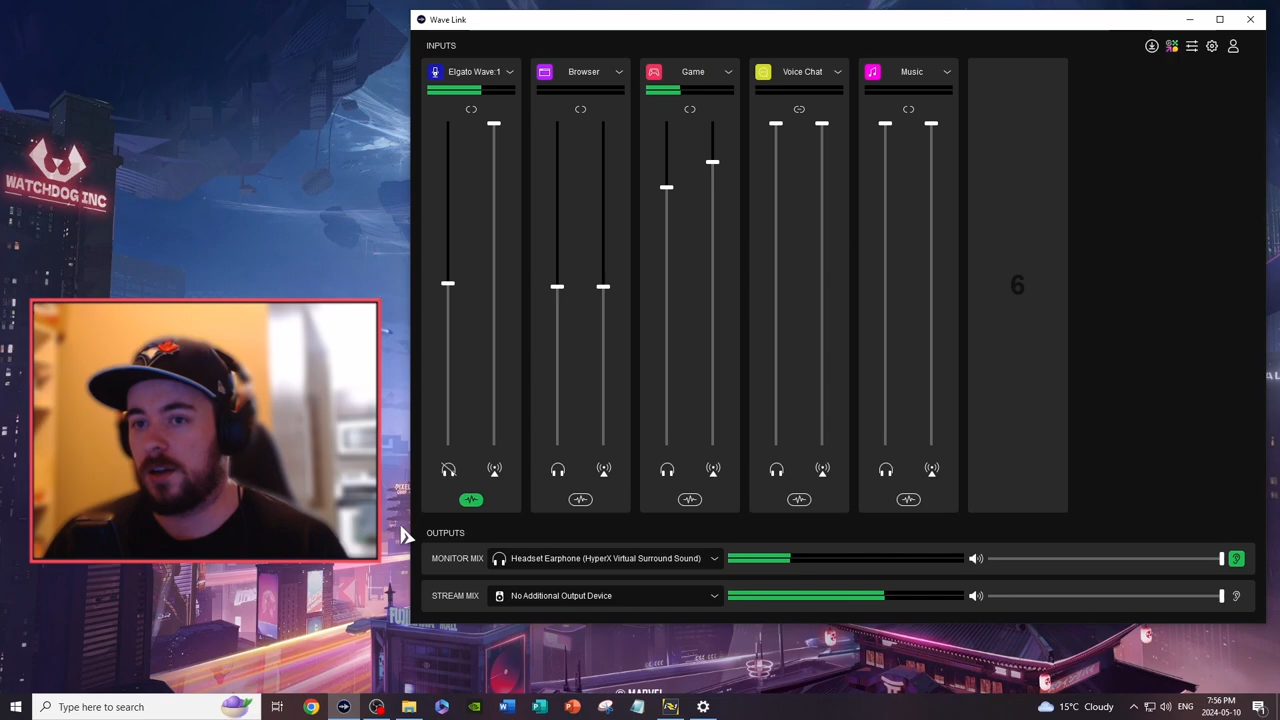 Wave Link
INPUTS
Elgato Wave:1
Browser
Game
Voice Chat
Music
6
OUTPUTS
MONITOR MIX
Headset Earphone (HyperX Virtual Surround Sound)
STREAM MIX
No Additional Output Device
WATCHDOG INC
MARVEL
Type here to search
15°C Cloudy
ENG
7:56 PM
2024-05-10
1